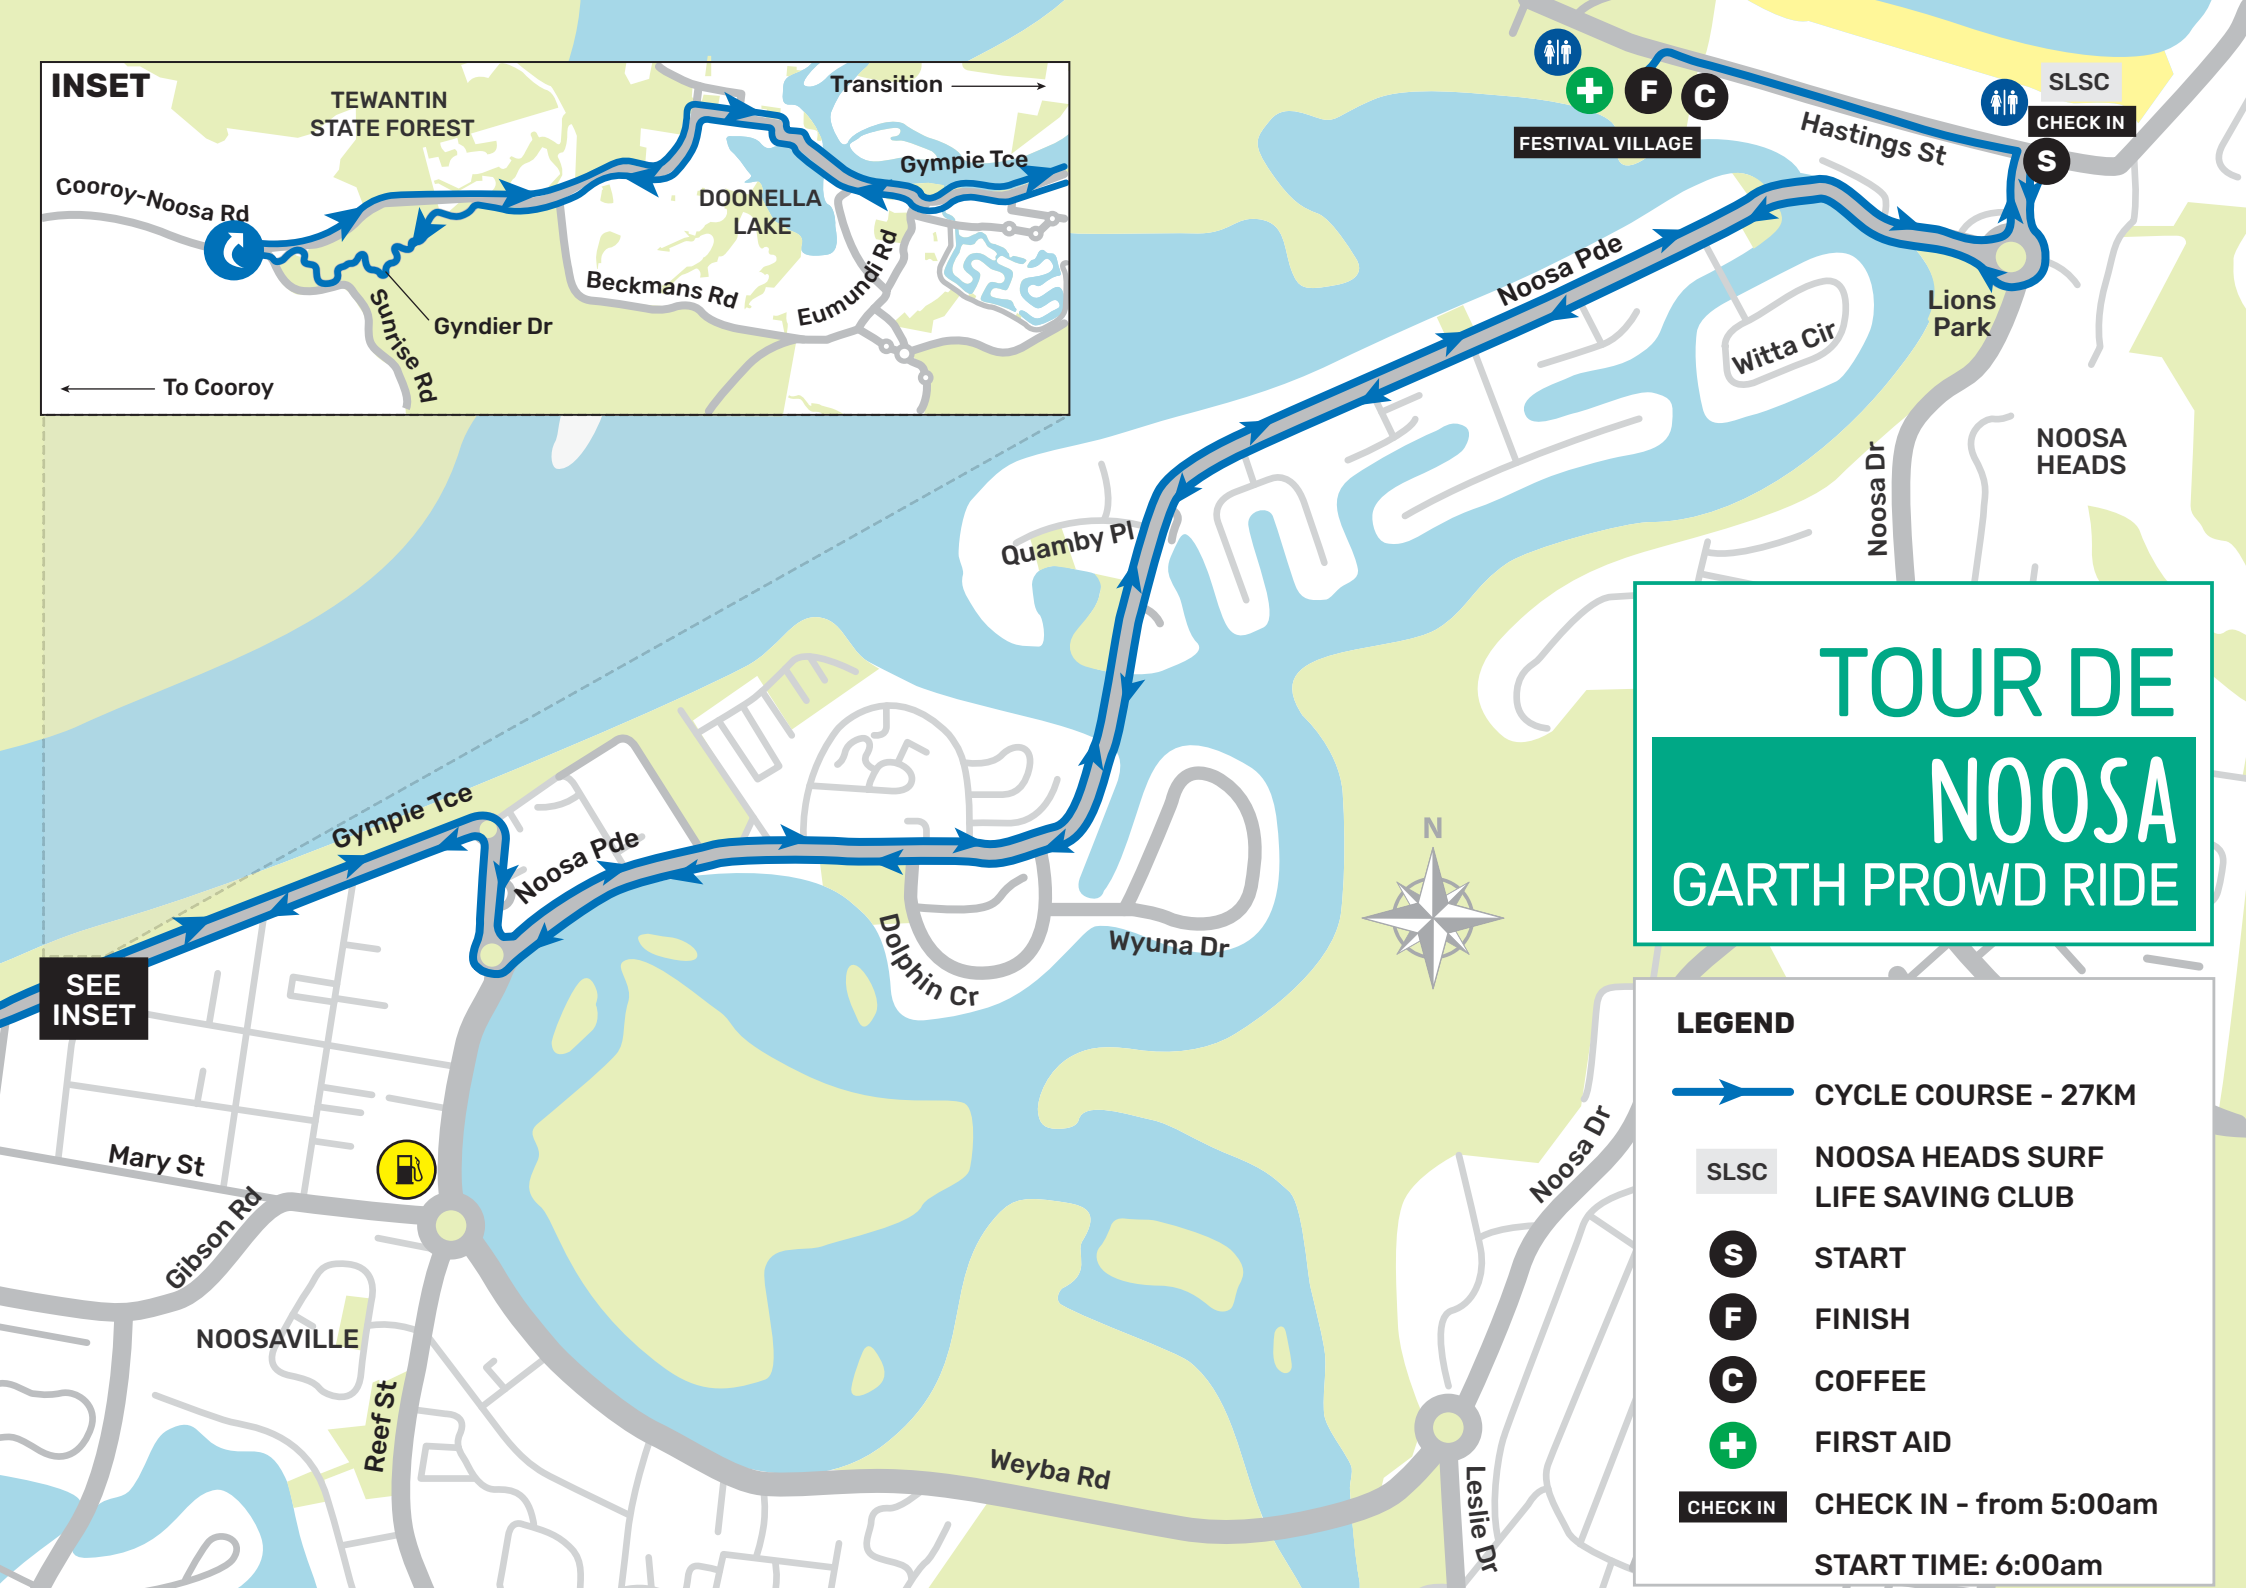 INSET
TEWANTIN
STATE FOREST
Transition
Cooroy-Noosa Rd
Gympie Tce
DOONELLA
LAKE
Beckmans Rd
Eumundi Rd
Sunrise Rd
Gyndier Dr
To Cooroy
F
C
FESTIVAL VILLAGE
Hastings St
SLSC
CHECK IN
S
Noosa Pde
Lions
Park
Witta Cir
NOOSA
HEADS
Noosa Dr
Quamby Pl
TOUR DE
NOOSA
GARTH PROWD RIDE
Gympie Tce
Noosa Pde
N
SEE
INSET
Dolphin Cr
Wyuna Dr
Mary St
Gibson Rd
NOOSAVILLE
Reef St
Weyba Rd
Noosa Dr
Leslie Dr
LEGEND
CYCLE COURSE - 27KM
SLSC
NOOSA HEADS SURF
LIFE SAVING CLUB
S
START
F
FINISH
C
COFFEE
FIRST AID
CHECK IN
CHECK IN - from 5:00am
START TIME: 6:00am